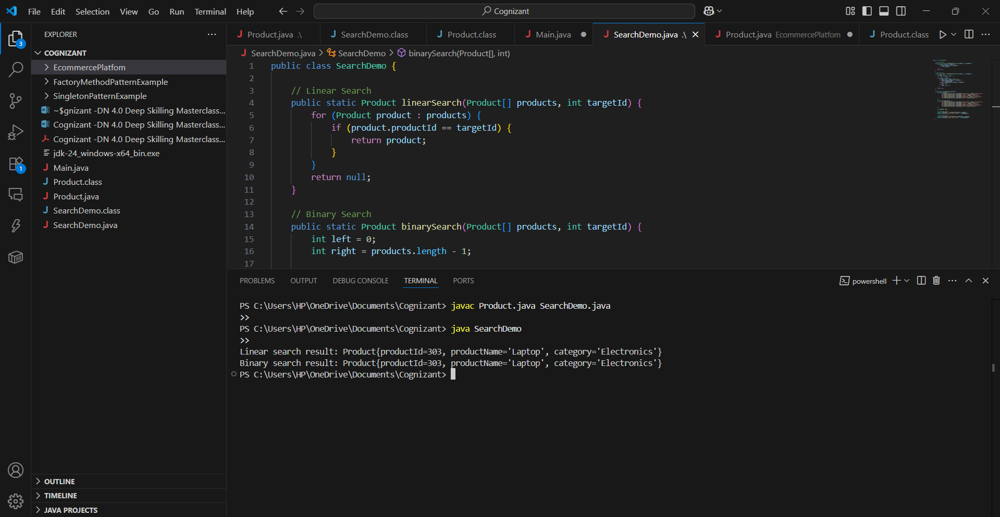 File Edit Selection View Go Run Terminal Help
Cognizant
3
1
EXPLORER
COGNIZANT
EcommercePlatfom
FactoryMethodPatternExample
SingletonPatternExample
~$gnizant -DN 4.0 Deep Skilling Masterclass...
Cognizant -DN 4.0 Deep Skilling Masterclass...
Cognizant -DN 4.0 Deep Skilling Masterclass...
jdk-24_windows-x64_bin.exe
Main.java
Product.class
Product.java
SearchDemo.class
SearchDemo.java
OUTLINE
TIMELINE
JAVA PROJECTS
Product.java .\ SearchDemo.class Product.class Main.java SearchDemo.java .\ Product.java EcommercePlatfom Product.class
SearchDemo.java > SearchDemo > binarySearch(Product[], int)
1 public class SearchDemo {
2
3 // Linear Search
4 public static Product linearSearch(Product[] products, int targetId) {
5 for (Product product : products) {
6 if (product.productId == targetId) {
7 return product;
8 }
9 }
10 return null;
11 }
12
13 // Binary Search
14 public static Product binarySearch(Product[] products, int targetId) {
15 int left = 0;
16 int right = products.length - 1;
17
PROBLEMS OUTPUT DEBUG CONSOLE TERMINAL PORTS
powershell
PS C:\Users\HP\OneDrive\Documents\Cognizant> javac Product.java SearchDemo.java
>>
PS C:\Users\HP\OneDrive\Documents\Cognizant> java SearchDemo
>>
Linear search result: Product{productId=303, productName='Laptop', category='Electronics'}
Binary search result: Product{productId=303, productName='Laptop', category='Electronics'}
PS C:\Users\HP\OneDrive\Documents\Cognizant>